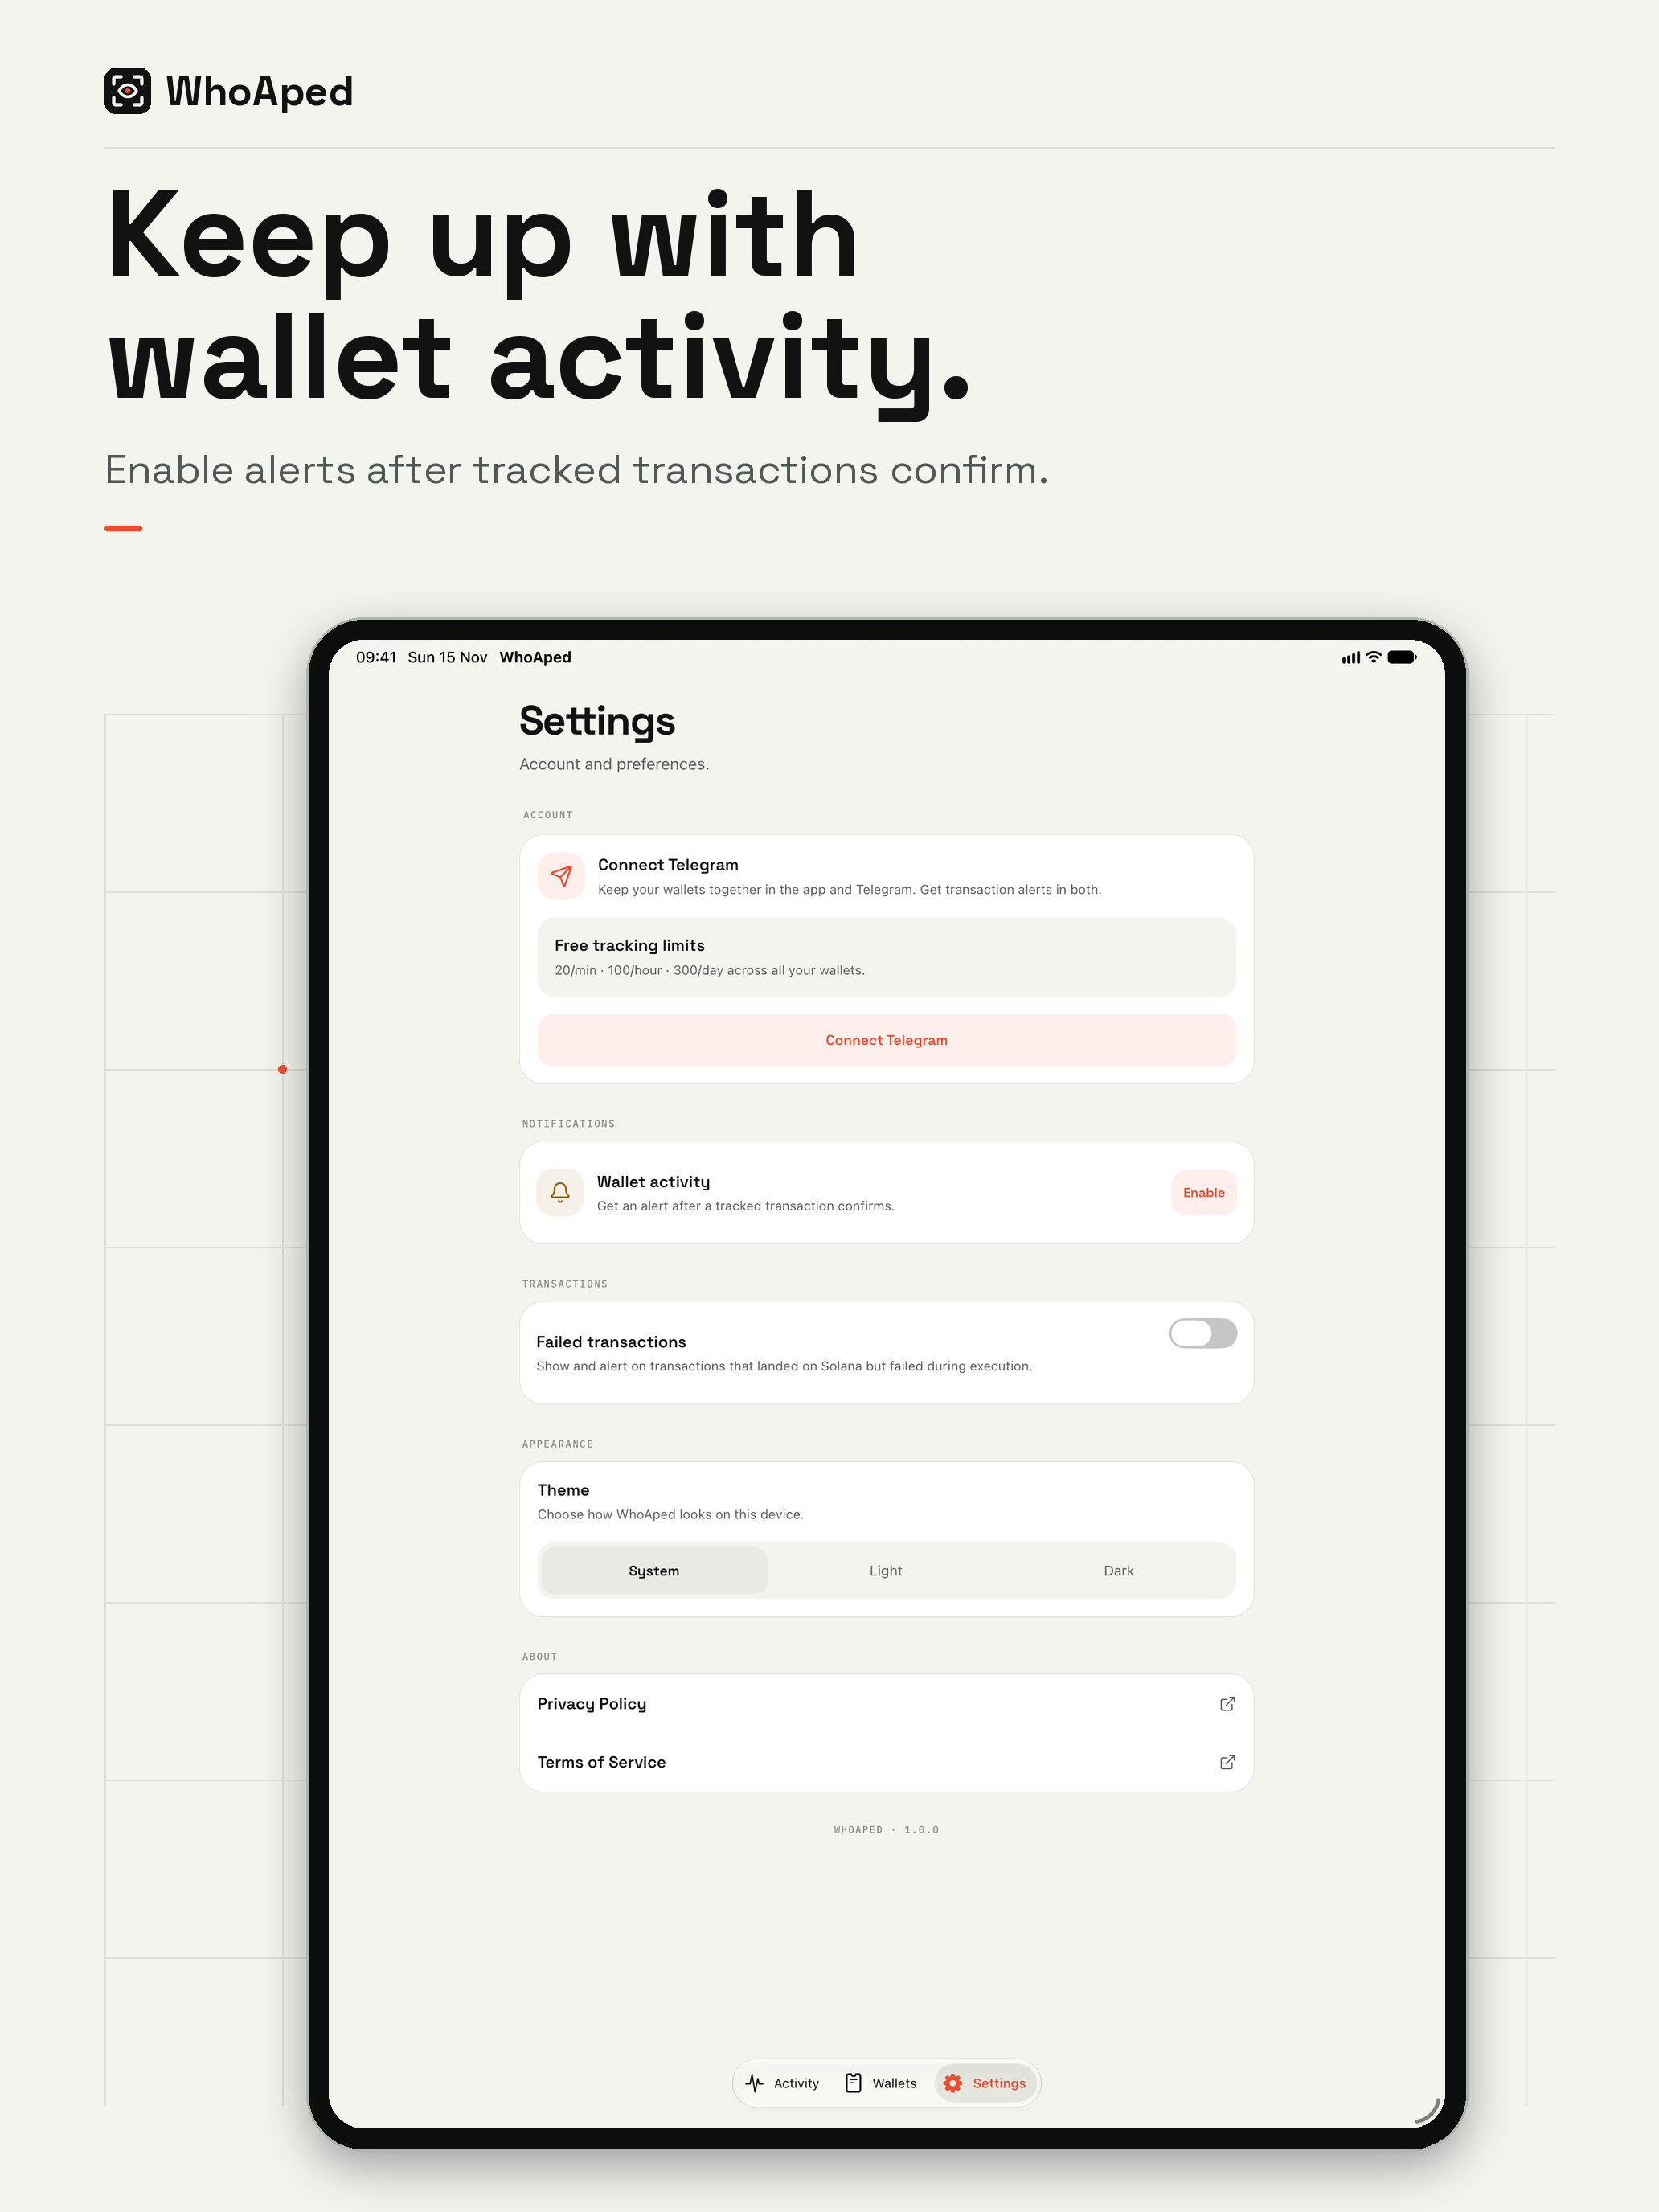 WhoAped
Keep up with
wallet activity.
Enable alerts after tracked transactions confirm.
09:41 Sun 15 Nov WhoAped
Settings
Account and preferences.
ACCOUNT
Connect Telegram
Keep your wallets together in the app and Telegram. Get transaction alerts in both.
Free tracking limits
20/min · 100/hour · 300/day across all your wallets.
Connect Telegram
NOTIFICATIONS
Wallet activity
Get an alert after a tracked transaction confirms.
Enable
TRANSACTIONS
Failed transactions
Show and alert on transactions that landed on Solana but failed during execution.
APPEARANCE
Theme
Choose how WhoAped looks on this device.
System Light Dark
ABOUT
Privacy Policy
Terms of Service
WHOAPED · 1.0.0
Activity Wallets Settings